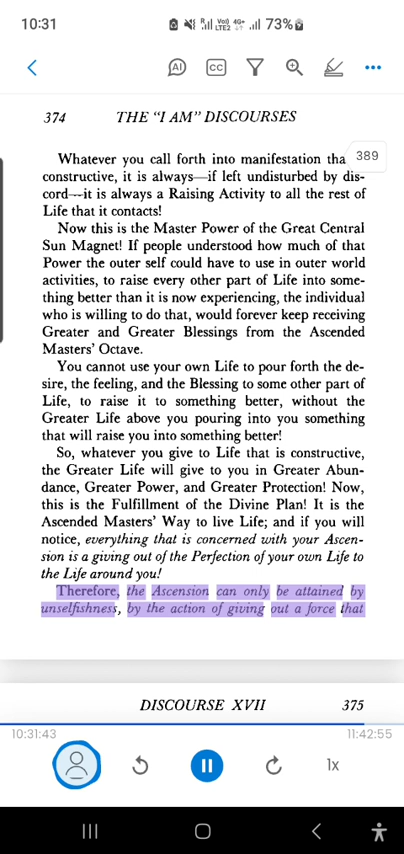 10:31
73%
AI
CC
374 THE “I AM” DISCOURSES
389
Whatever you call forth into manifestation tha
constructive, it is always—if left undisturbed by dis-
cord—it is always a Raising Activity to all the rest of
Life that it contacts!
Now this is the Master Power of the Great Central
Sun Magnet! If people understood how much of that
Power the outer self could have to use in outer world
activities, to raise every other part of Life into some-
thing better than it is now experiencing, the individual
who is willing to do that, would forever keep receiving
Greater and Greater Blessings from the Ascended
Masters’ Octave.
You cannot use your own Life to pour forth the de-
sire, the feeling, and the Blessing to some other part of
Life, to raise it to something better, without the
Greater Life above you pouring into you something
that will raise you into something better!
So, whatever you give to Life that is constructive,
the Greater Life will give to you in Greater Abun-
dance, Greater Power, and Greater Protection! Now,
this is the Fulfillment of the Divine Plan! It is the
Ascended Masters’ Way to live Life; and if you will
notice, everything that is concerned with your Ascen-
sion is a giving out of the Perfection of your own Life to
the Life around you!
Therefore, the Ascension can only be attained by
unselfishness, by the action of giving out a force that
DISCOURSE XVII 375
10:31:43 11:42:55
1x